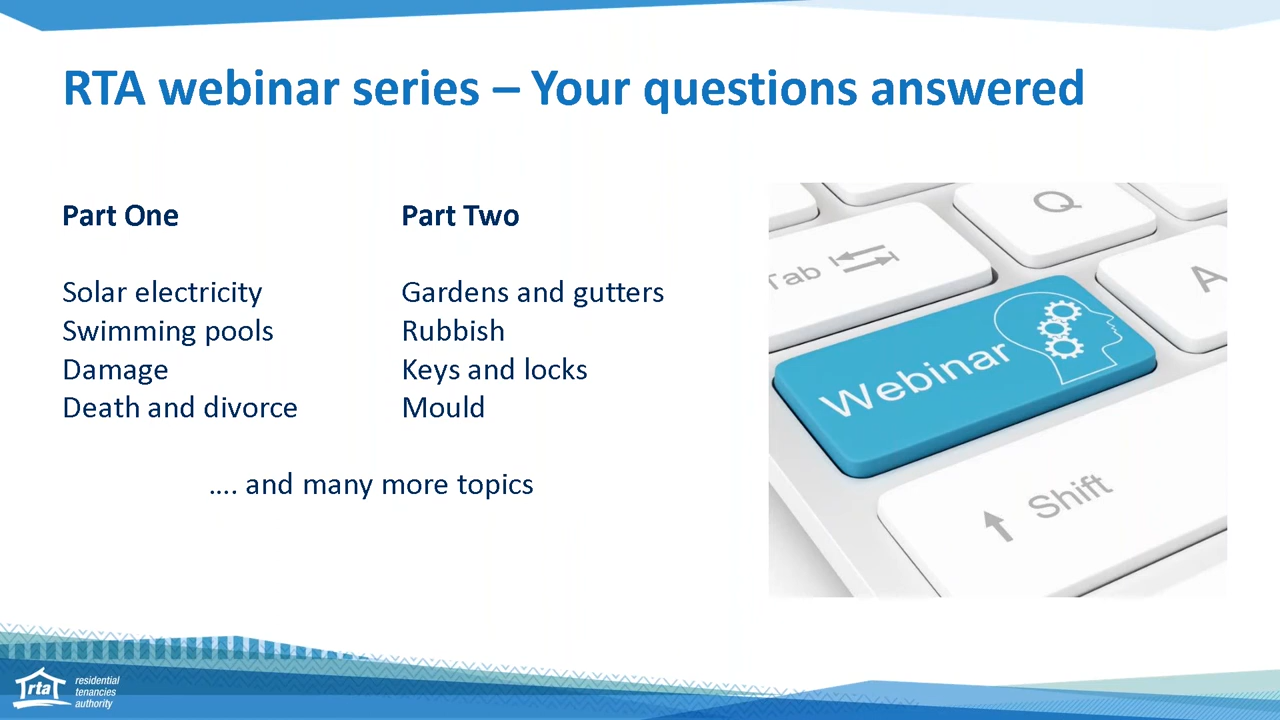 RTA webinar series – Your questions answered
Part One
Solar electricity
Swimming pools
Damage
Death and divorce
Part Two
Gardens and gutters
Rubbish
Keys and locks
Mould
.... and many more topics
Q
Tab
A
Webinar
Shift
rta
residential
tenancies
authority